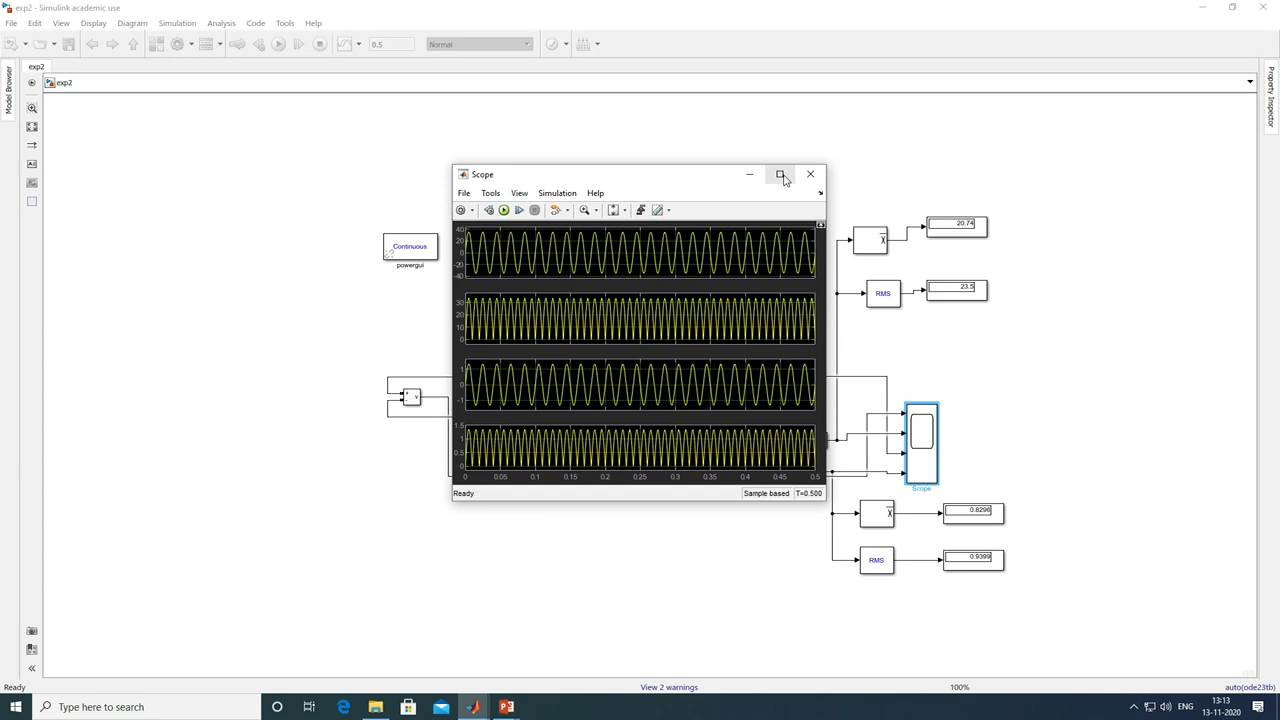 exp2 - Simulink academic use
File Edit View Display Diagram Simulation Analysis Code Tools Help
0.5 Normal
exp2
exp2
Model Browser
Property Inspector
Continuous
powergui
Scope
File Tools View Simulation Help
40
20
0
-20
-40
30
20
10
0
1
0
-1
1.5
1
0.5
0
0 0.05 0.1 0.15 0.2 0.25 0.3 0.35 0.4 0.45 0.5
Ready Sample based T=0.500
+
-
v
x
20.74
RMS
23.5
Scope
x
0.8296
RMS
0.9399
Ready View 2 warnings 100% auto(ode23tb)
Type here to search
ENG
13:13
13-11-2020